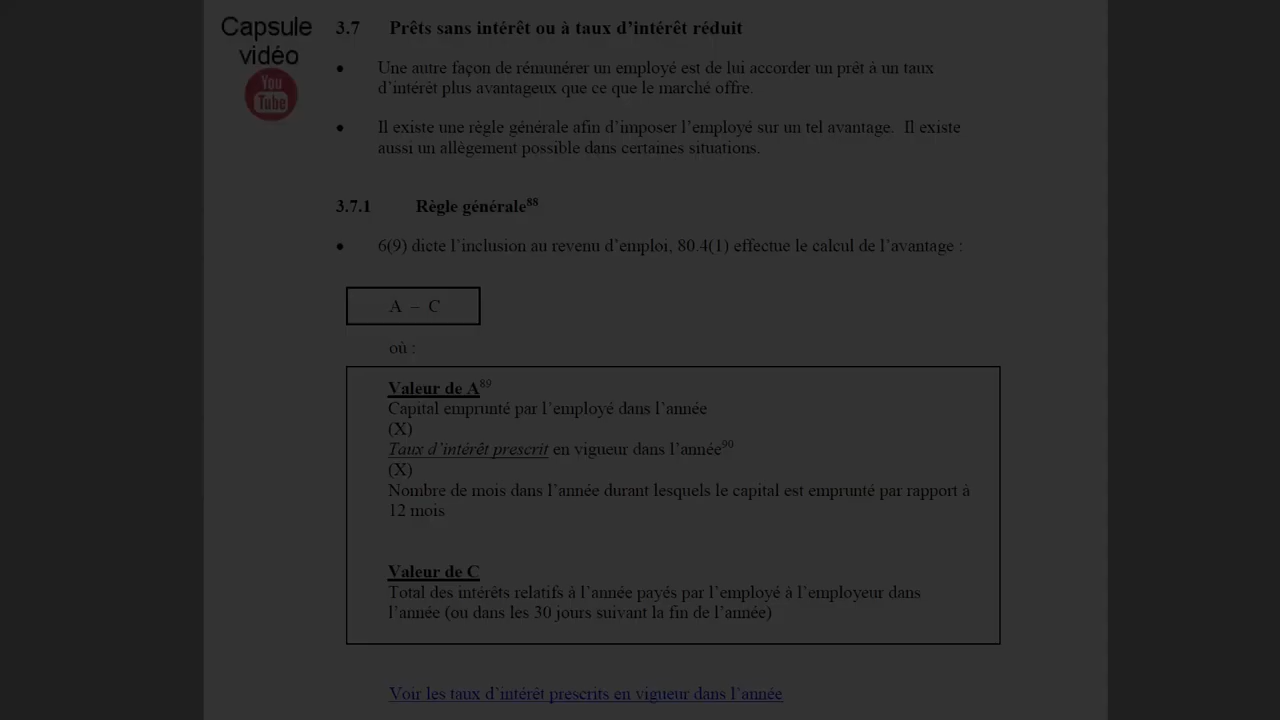 Capsule
vidéo
You
Tube
3.7 Prêts sans intérêt ou à taux d'intérêt réduit
• Une autre façon de rémunérer un employé est de lui accorder un prêt à un taux
d'intérêt plus avantageux que ce que le marché offre.
• Il existe une règle générale afin d'imposer l'employé sur un tel avantage. Il existe
aussi un allègement possible dans certaines situations.
3.7.1 Règle générale88
• 6(9) dicte l'inclusion au revenu d'emploi, 80.4(1) effectue le calcul de l'avantage :
A – C
où :
Valeur de A89
Capital emprunté par l'employé dans l'année
(X)
Taux d'intérêt prescrit en vigueur dans l'année90
(X)
Nombre de mois dans l'année durant lesquels le capital est emprunté par rapport à
12 mois
Valeur de C
Total des intérêts relatifs à l'année payés par l'employé à l'employeur dans
l'année (ou dans les 30 jours suivant la fin de l'année)
Voir les taux d'intérêt prescrits en vigueur dans l'année